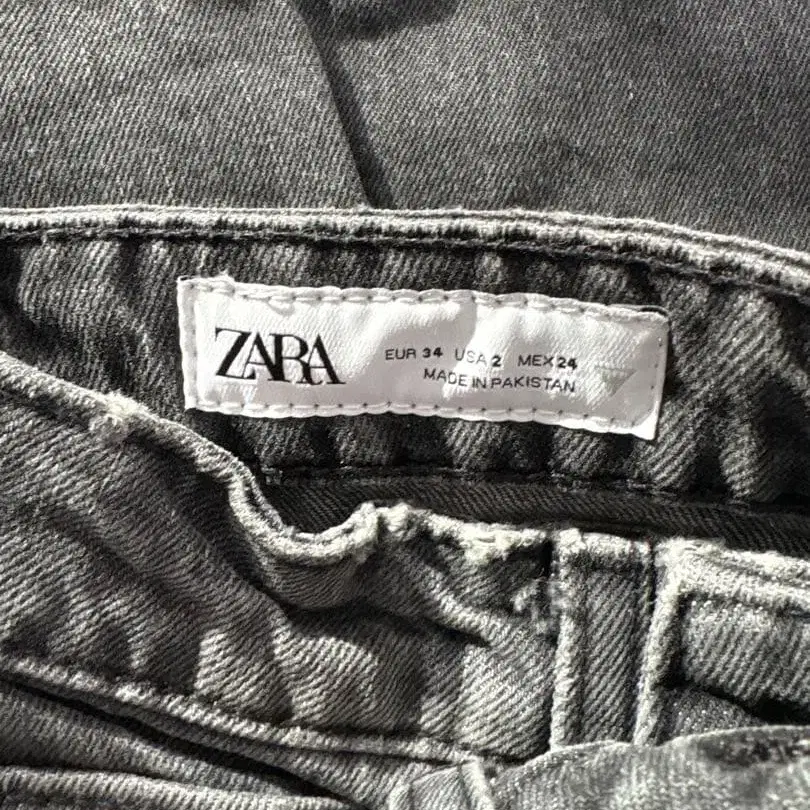 ZARA
EUR 34 USA 2 MEX 24
MADE IN PAKISTAN